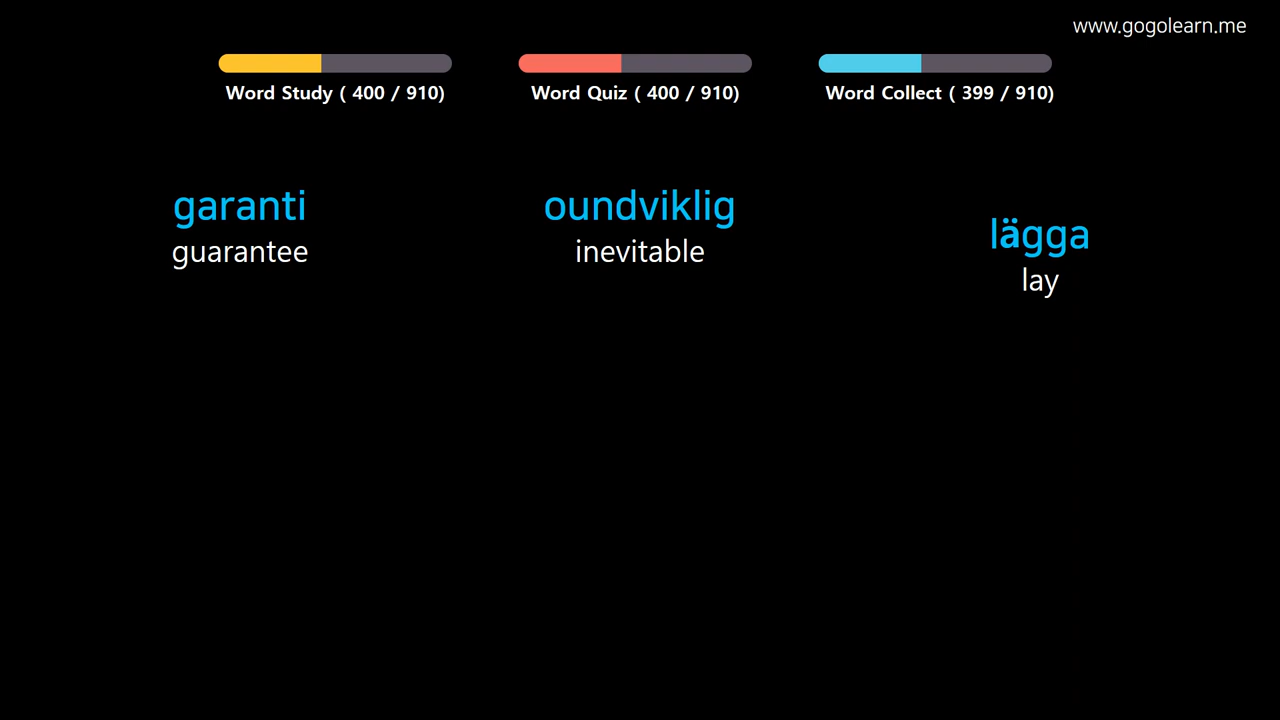 www.gogolearn.me
Word Study ( 400 / 910)
Word Quiz ( 400 / 910)
Word Collect ( 399 / 910)
garanti
guarantee
oundviklig
inevitable
lägga
lay